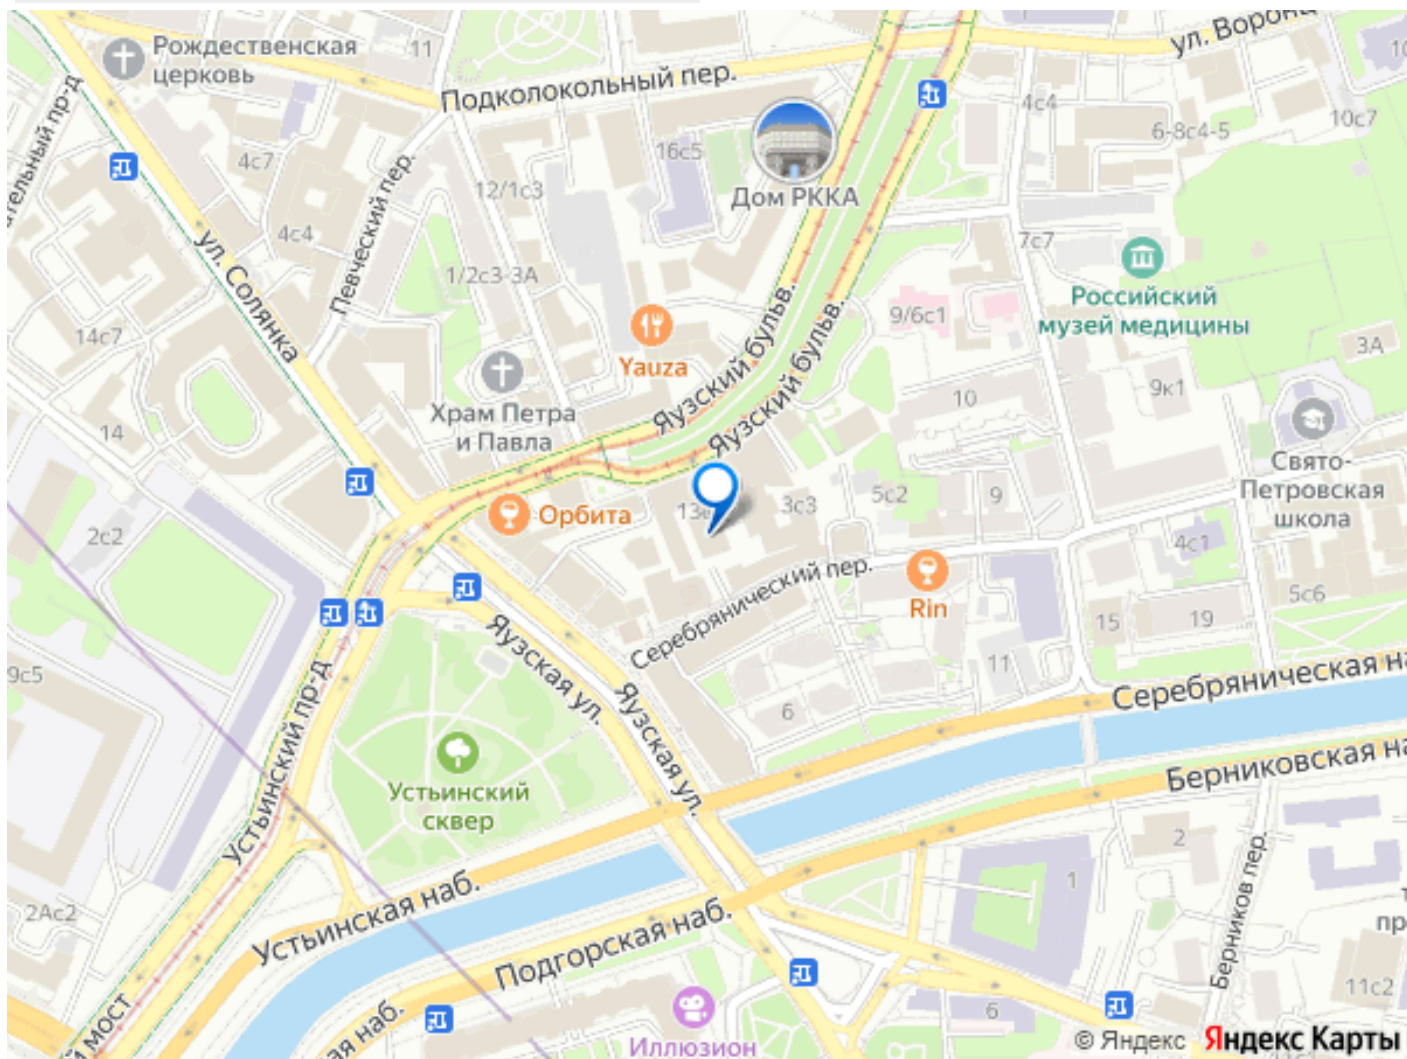 Рождественская
церковь
11
Подколокольный пер.
ул. Ворон
10с7
4с4
6-8с4-5
4с7
16с5
Дом РККА
12/1с3
Певческий пер.
4с4
7с7
ул. Солянка
1/2с3-3А
Российский
музей медицины
9/6с1
14с7
Yauza
Яузский бульв.
Яузский бульв.
3А
9к1
10
Храм Петра
и Павла
14
Свято-
Петровская
школа
5с2
9
3с3
Орбита
2с2
4с1
Серебрянический пер.
Rin
5с6
15
19
11
Яузская ул.
Яузская ул.
9с5
6
Серебряническая на
Берниковская на
Устьинский пр-д
Устьинский
сквер
2
Берников пер.
1
Устьинская наб.
2Ас2
Подгорская наб.
пр
11с2
6
мост
ая наб.
Иллюзион
© Яндекс Яндекс Карты